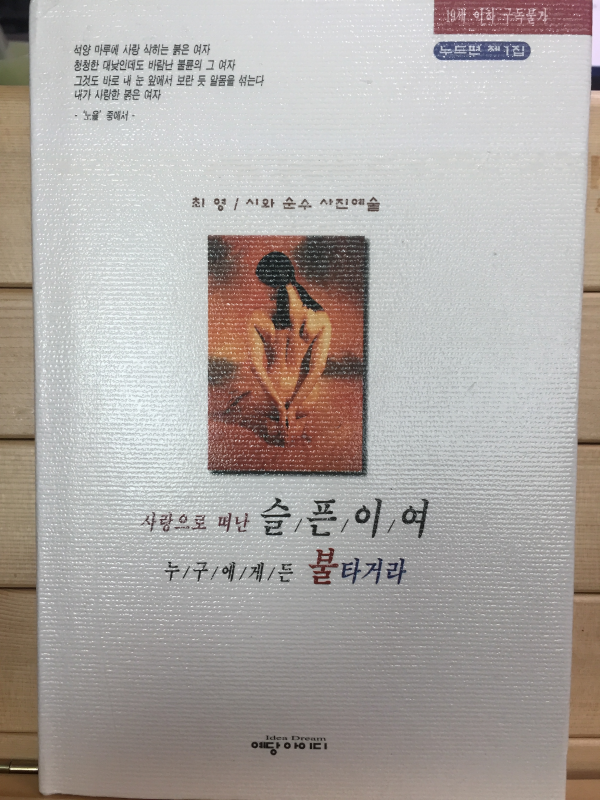 19세 이하 구독불가
누드편 제1집
석양 마루에 사랑 삭히는 붉은 여자
청청한 대낮인데도 바람난 불륜의 그 여자
그것도 바로 내 눈 앞에서 보란 듯 알몸을 섞는다
내가 사랑한 붉은 여자
- '노을' 중에서 -
최 영 / 시와 순수 사진예술
사랑으로 떠난 슬/픈/이/여
누/구/에/게/든 불타거라
Idea Dream
예당아이디